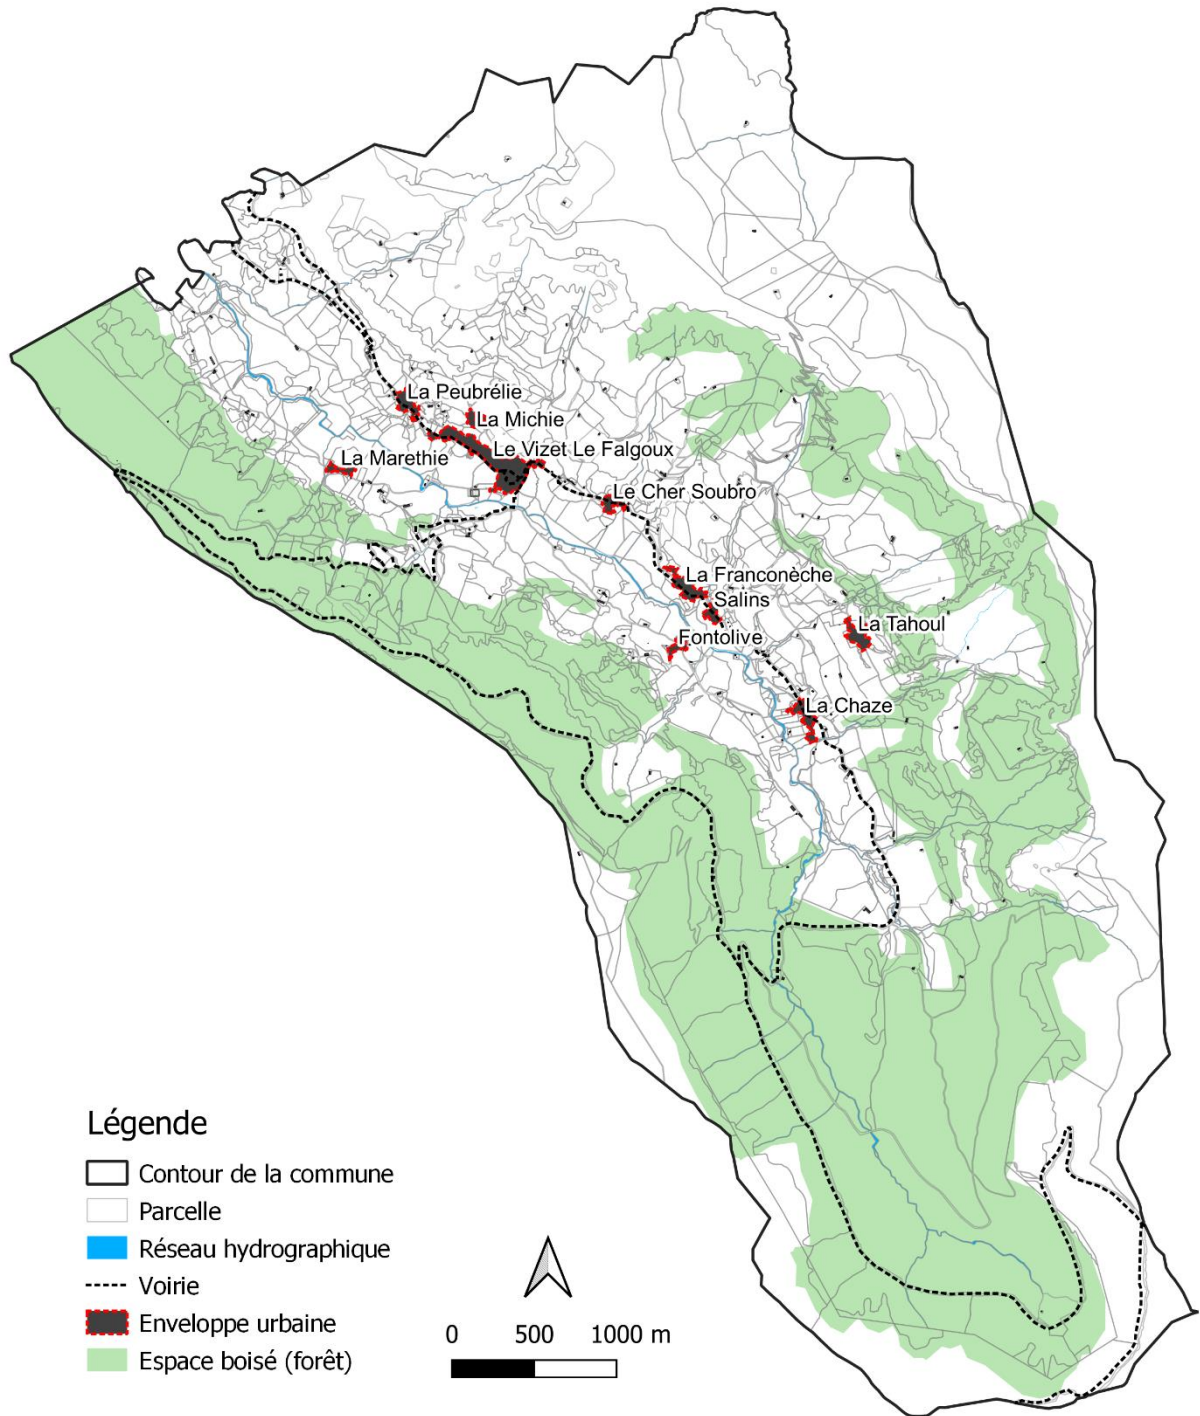 La Peubrélie
La Michie
Le Vizet Le Falgoux
La Marethie
Le Cher Soubro
La Franconèche
Salins
La Tahoul
Fontolive
La Chaze
Légende
Contour de la commune
Parcelle
Réseau hydrographique
Voirie
Enveloppe urbaine
Espace boisé (forêt)
0 500 1000 m